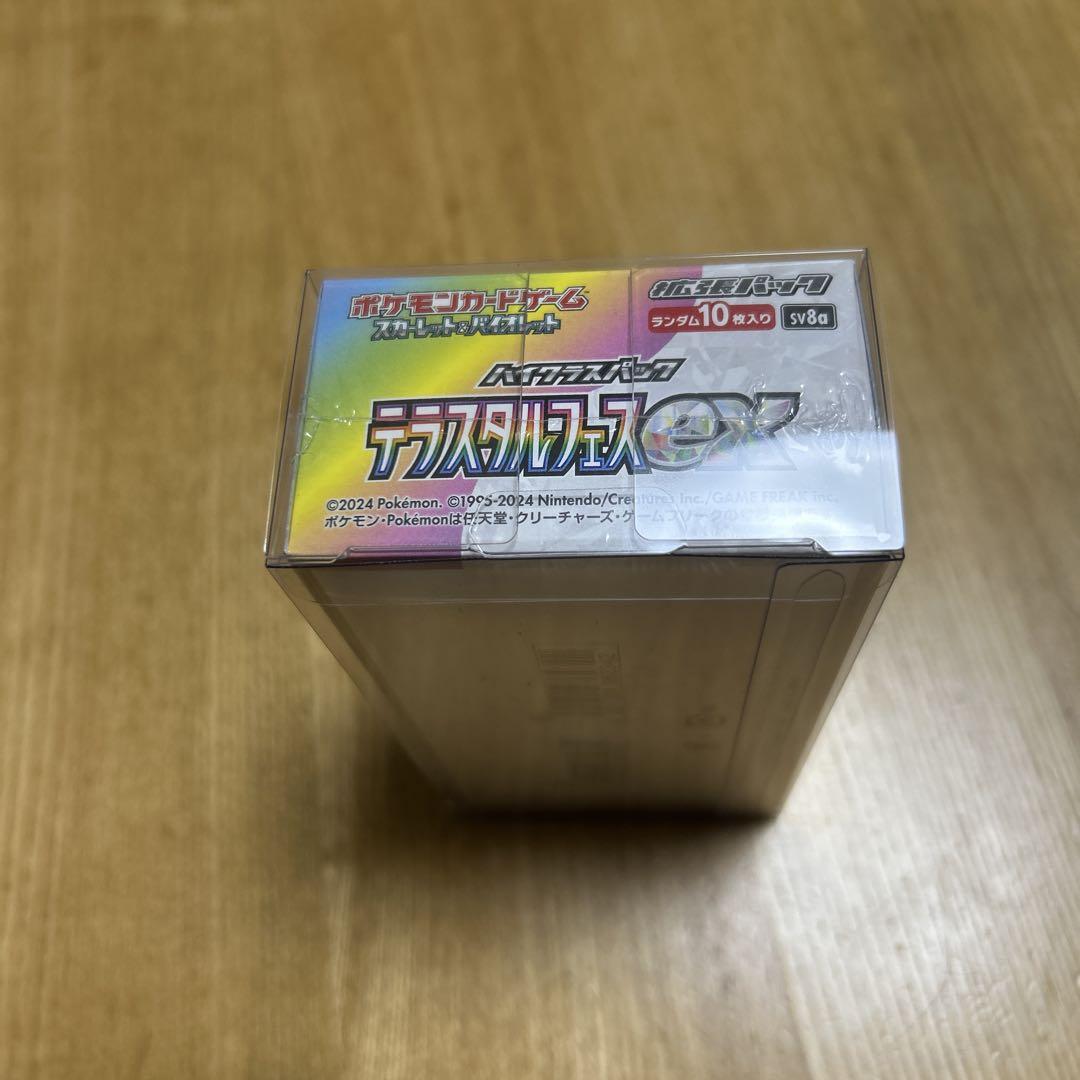 ポケモンカードゲーム
スカーレット&バイオレット
拡張パック
ランダム10枚入り SV8a
ハイクラスパック
テラスタルフェスex
©2024 Pokémon. ©1995-2024 Nintendo/Creatures Inc./GAME FREAK inc.
ポケモン・Pokémonは任天堂・クリーチャーズ・ゲームフリークの